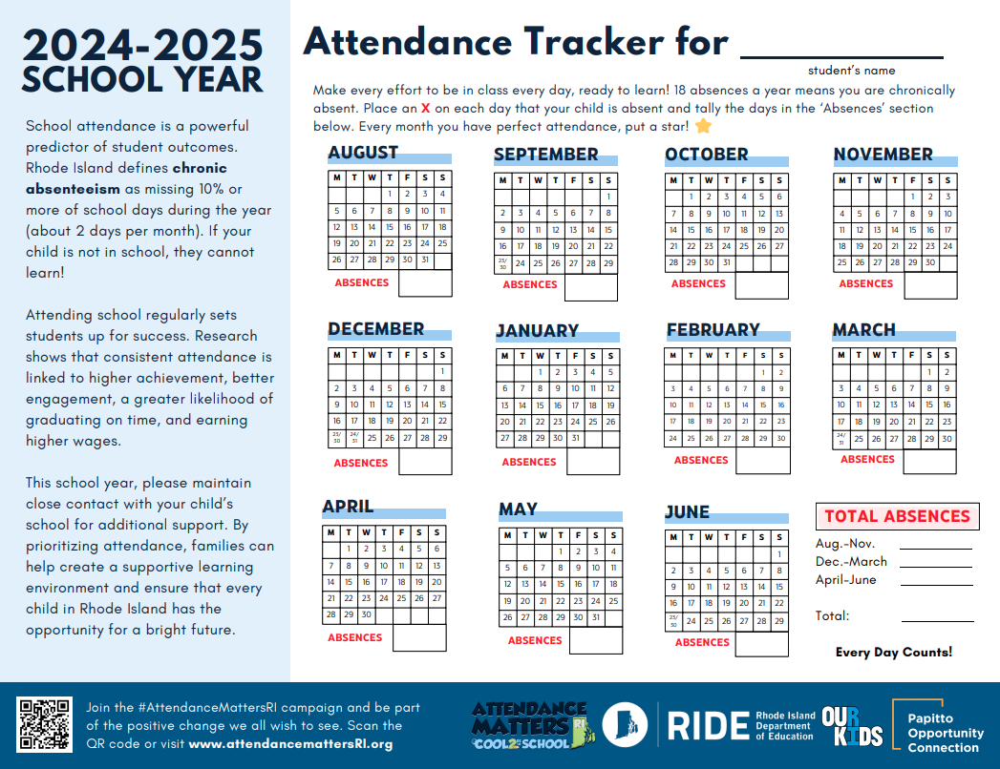 2024-2025
SCHOOL YEAR
School attendance is a powerful
predictor of student outcomes.
Rhode Island defines chronic
absenteeism as missing 10% or
more of school days during the year
(about 2 days per month). If your
child is not in school, they cannot
learn!
Attending school regularly sets
students up for success. Research
shows that consistent attendance is
linked to higher achievement, better
engagement, a greater likelihood of
graduating on time, and earning
higher wages.
This school year, please maintain
close contact with your child's
school for additional support. By
prioritizing attendance, families can
help create a supportive learning
environment and ensure that every
child in Rhode Island has the
opportunity for a bright future.
Attendance Tracker for
student's name
Make every effort to be in class every day, ready to learn! 18 absences a year means you are chronically
absent. Place an X on each day that your child is absent and tally the days in the 'Absences' section
below. Every month you have perfect attendance, put a star!
AUGUST
M T W T F S S
1 2 3 4
5 6 7 8 9 10 11
12 13 14 15 16 17 18
19 20 21 22 23 24 25
26 27 28 29 30 31
ABSENCES
SEPTEMBER
M T W T F S S
1
2 3 4 5 6 7 8
9 10 11 12 13 14 15
16 17 18 19 20 21 22
23/30 24 25 26 27 28 29
ABSENCES
OCTOBER
M T W T F S S
1 2 3 4 5 6
7 8 9 10 11 12 13
14 15 16 17 18 19 20
21 22 23 24 25 26 27
28 29 30 31
ABSENCES
NOVEMBER
M T W T F S S
1 2 3
4 5 6 7 8 9 10
11 12 13 14 15 16 17
18 19 20 21 22 23 24
25 26 27 28 29 30
ABSENCES
DECEMBER
M T W T F S S
1
2 3 4 5 6 7 8
9 10 11 12 13 14 15
16 17 18 19 20 21 22
23/30 24/31 25 26 27 28 29
ABSENCES
JANUARY
M T W T F S S
1 2 3 4 5
6 7 8 9 10 11 12
13 14 15 16 17 18 19
20 21 22 23 24 25 26
27 28 29 30 31
ABSENCES
FEBRUARY
M T W T F S S
1 2
3 4 5 6 7 8 9
10 11 12 13 14 15 16
17 18 19 20 21 22 23
24 25 26 27 28 29 30
ABSENCES
MARCH
M T W T F S S
1 2
3 4 5 6 7 8 9
10 11 12 13 14 15 16
17 18 19 20 21 22 23
24/31 25 26 27 28 29 30
ABSENCES
APRIL
M T W T F S S
1 2 3 4 5 6
7 8 9 10 11 12 13
14 15 16 17 18 19 20
21 22 23 24 25 26 27
28 29 30
ABSENCES
MAY
M T W T F S S
1 2 3 4
5 6 7 8 9 10 11
12 13 14 15 16 17 18
19 20 21 22 23 24 25
26 27 28 29 30 31
ABSENCES
JUNE
M T W T F S S
1
2 3 4 5 6 7 8
9 10 11 12 13 14 15
16 17 18 19 20 21 22
23/30 24 25 26 27 28 29
ABSENCES
TOTAL ABSENCES
Aug.-Nov.
Dec.-March
April-June
Total:
Every Day Counts!
Join the #AttendanceMattersRI campaign and be part
of the positive change we all wish to see. Scan the
QR code or visit www.attendancemattersRI.org
ATTENDANCE
MATTERS RI
COOL 2 SCHOOL
RIDE
Rhode Island
Department
of Education
OUR
KIDS
Papitto
Opportunity
Connection